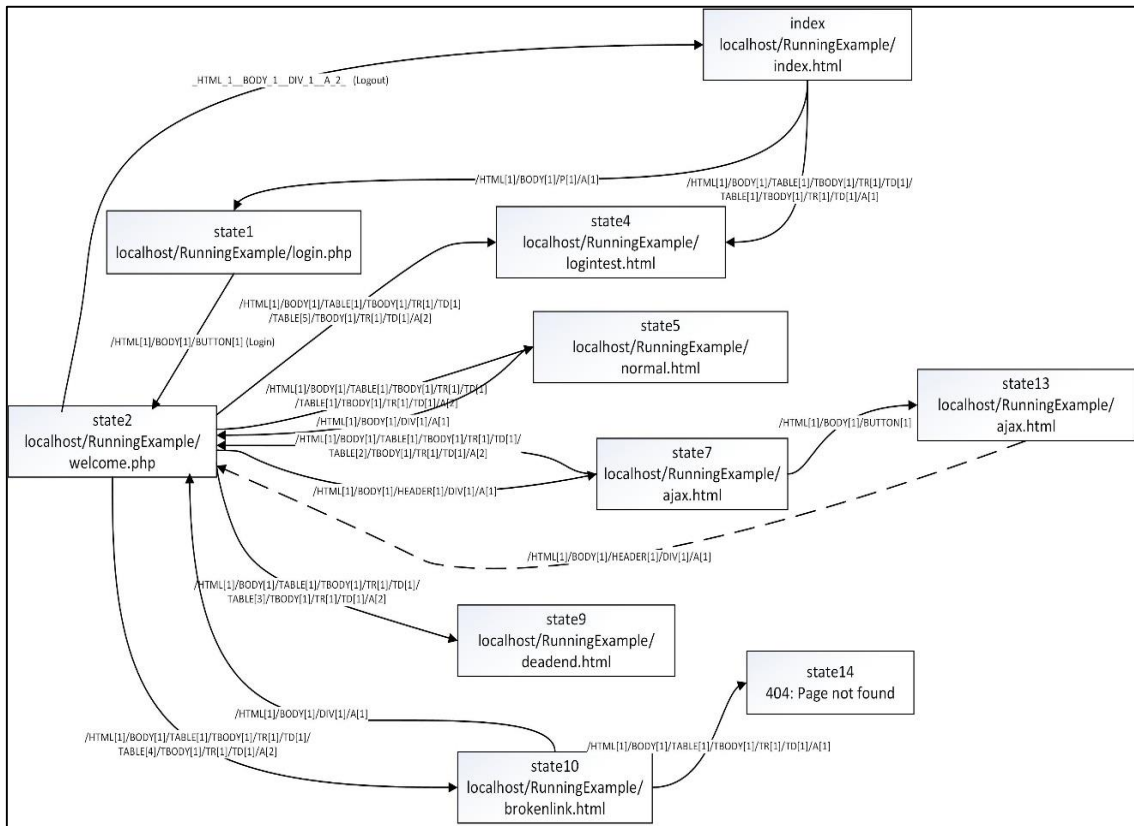 index
localhost/RunningExample/
index.html
_HTML_1__BODY_1__DIV_1__A_2_ (Logout)
/HTML[1]/BODY[1]/P[1]/A[1]
/HTML[1]/BODY[1]/TABLE[1]/TBODY[1]/TR[1]/TD[1]/
TABLE[1]/TBODY[1]/TR[1]/TD[1]/A[1]
state1
localhost/RunningExample/login.php
state4
localhost/RunningExample/
logintest.html
/HTML[1]/BODY[1]/TABLE[1]/TBODY[1]/TR[1]/TD[1]
/TABLE[5]/TBODY[1]/TR[1]/TD[1]/A[2]
/HTML[1]/BODY[1]/BUTTON[1] (Login)
state5
localhost/RunningExample/
normal.html
/HTML[1]/BODY[1]/TABLE[1]/TBODY[1]/TR[1]/TD[1]
/TABLE[1]/TBODY[1]/TR[1]/TD[1]/A[2]
/HTML[1]/BODY[1]/DIV[1]/A[1]
state13
localhost/RunningExample/
ajax.html
state2
localhost/RunningExample/
welcome.php
/HTML[1]/BODY[1]/TABLE[1]/TBODY[1]/TR[1]/TD[1]/
TABLE[2]/TBODY[1]/TR[1]/TD[1]/A[2]
/HTML[1]/BODY[1]/BUTTON[1]
state7
localhost/RunningExample/
ajax.html
/HTML[1]/BODY[1]/HEADER[1]/DIV[1]/A[1]
/HTML[1]/BODY[1]/HEADER[1]/DIV[1]/A[1]
/HTML[1]/BODY[1]/TABLE[1]/TBODY[1]/TR[1]/TD[1]/
TABLE[3]/TBODY[1]/TR[1]/TD[1]/A[2]
state9
localhost/RunningExample/
deadend.html
state14
404: Page not found
/HTML[1]/BODY[1]/DIV[1]/A[1]
/HTML[1]/BODY[1]/TABLE[1]/TBODY[1]/TR[1]/TD[1]/
TABLE[4]/TBODY[1]/TR[1]/TD[1]/A[2]
/HTML[1]/BODY[1]/TABLE[1]/TBODY[1]/TR[1]/TD[1]/A[1]
state10
localhost/RunningExample/
brokenlink.html